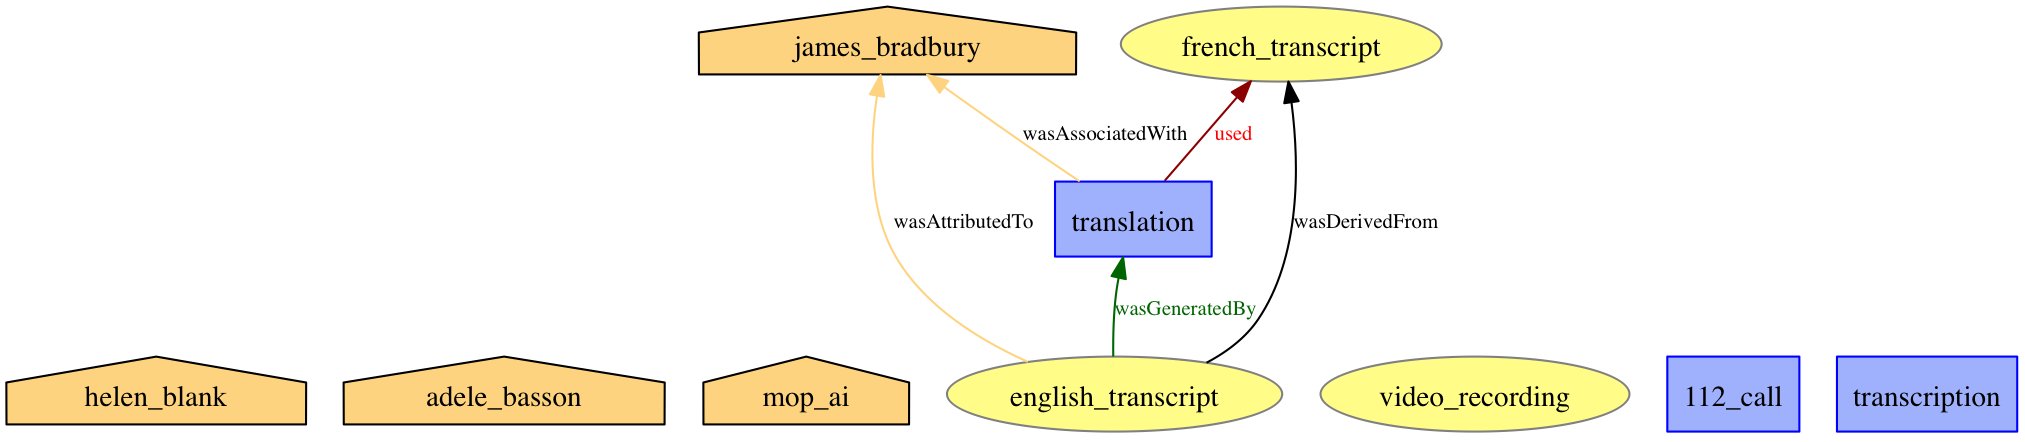 james_bradbury
french_transcript
wasAssociatedWith
used
wasAttributedTo
translation
wasDerivedFrom
wasGeneratedBy
helen_blank
adele_basson
mop_ai
english_transcript
video_recording
112_call
transcription